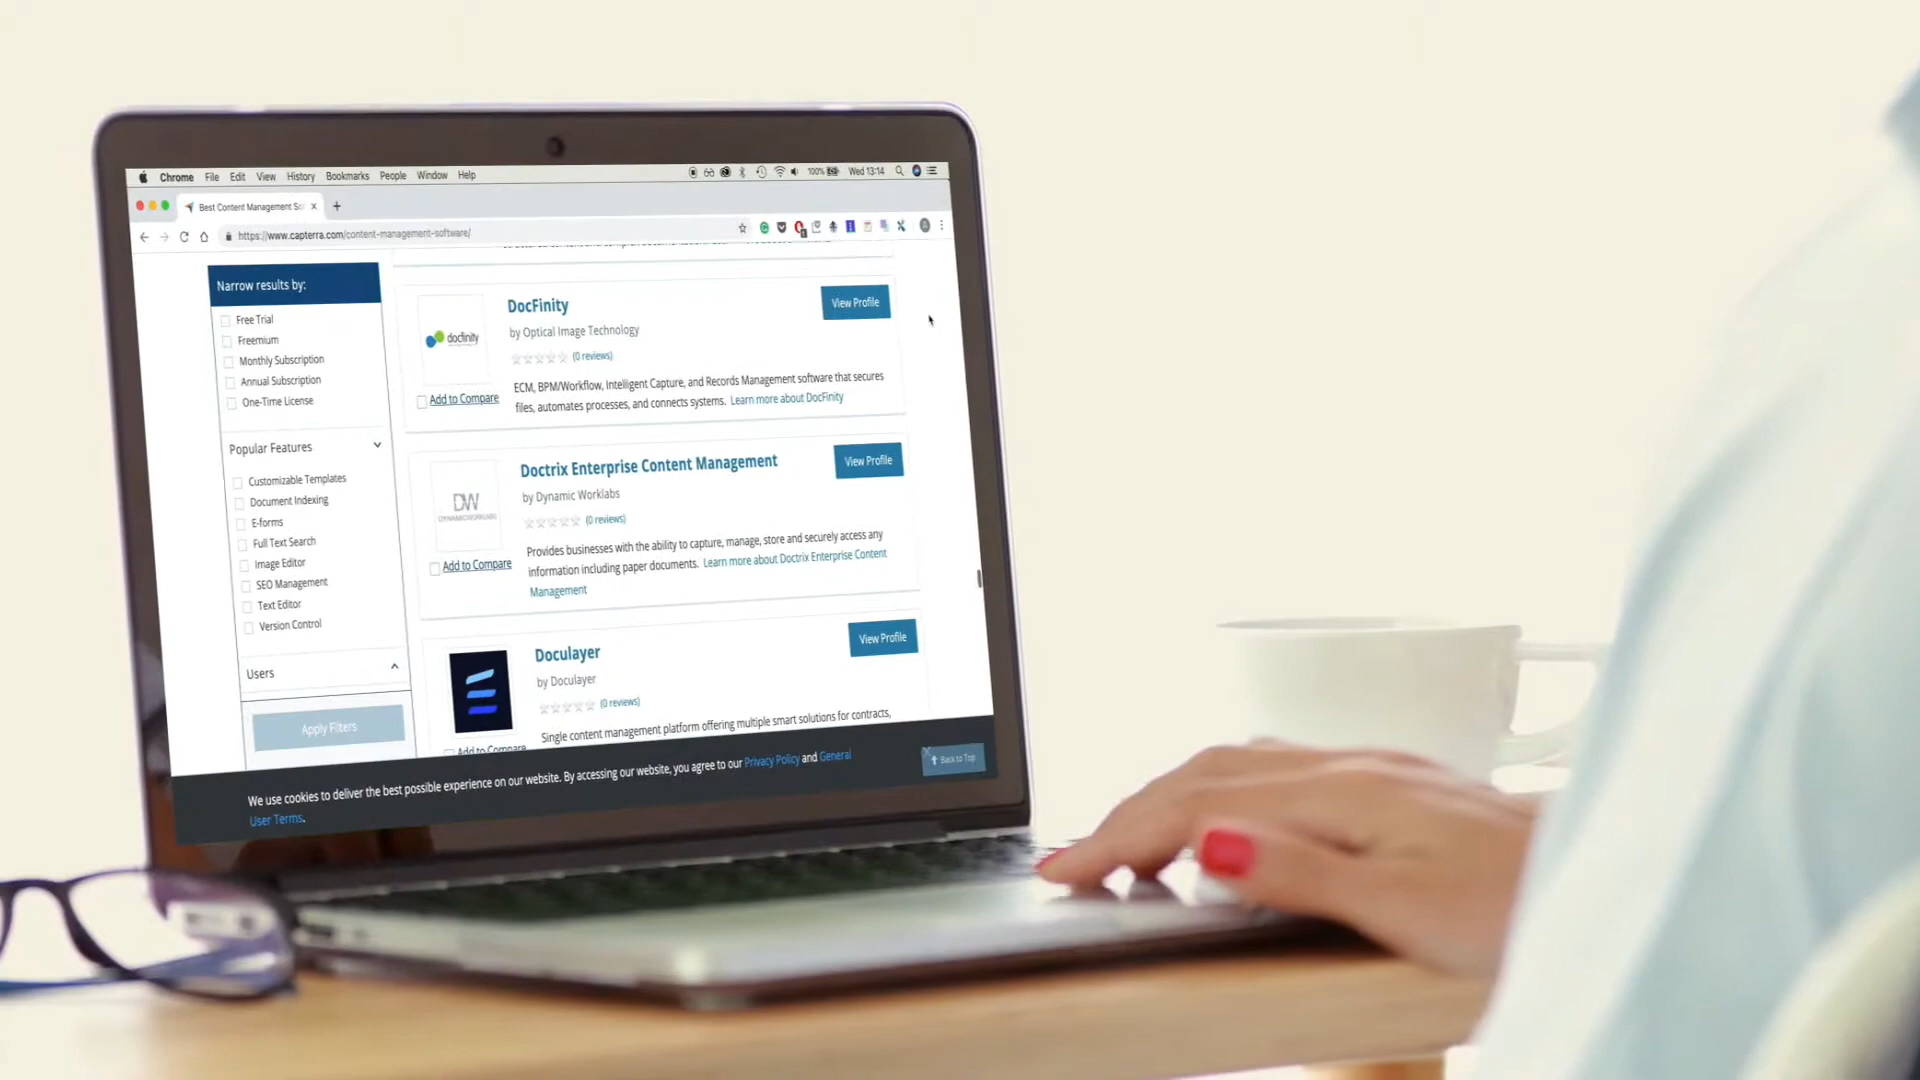 Chrome File Edit View History Bookmarks People Window Help 100% Wed 13:14
Best Content Management So
https://www.capterra.com/content-management-software/
Narrow results by:
Free Trial
Freemium
Monthly Subscription
Annual Subscription
One-Time License
Popular Features
Customizable Templates
Document Indexing
E-forms
Full Text Search
Image Editor
SEO Management
Text Editor
Version Control
Users
Apply Filters
docfinity
Add to Compare
DocFinity
by Optical Image Technology
(0 reviews)
ECM, BPM/Workflow, Intelligent Capture, and Records Management software that secures
files, automates processes, and connects systems. Learn more about DocFinity
View Profile
DW
DYNAMICWORKLABS
Add to Compare
Doctrix Enterprise Content Management
by Dynamic Worklabs
(0 reviews)
Provides businesses with the ability to capture, manage, store and securely access any
information including paper documents. Learn more about Doctrix Enterprise Content
Management
View Profile
Add to Compare
Doculayer
by Doculayer
(0 reviews)
Single content management platform offering multiple smart solutions for contracts,
View Profile
We use cookies to deliver the best possible experience on our website. By accessing our website, you agree to our Privacy Policy and General
User Terms.
Back to Top